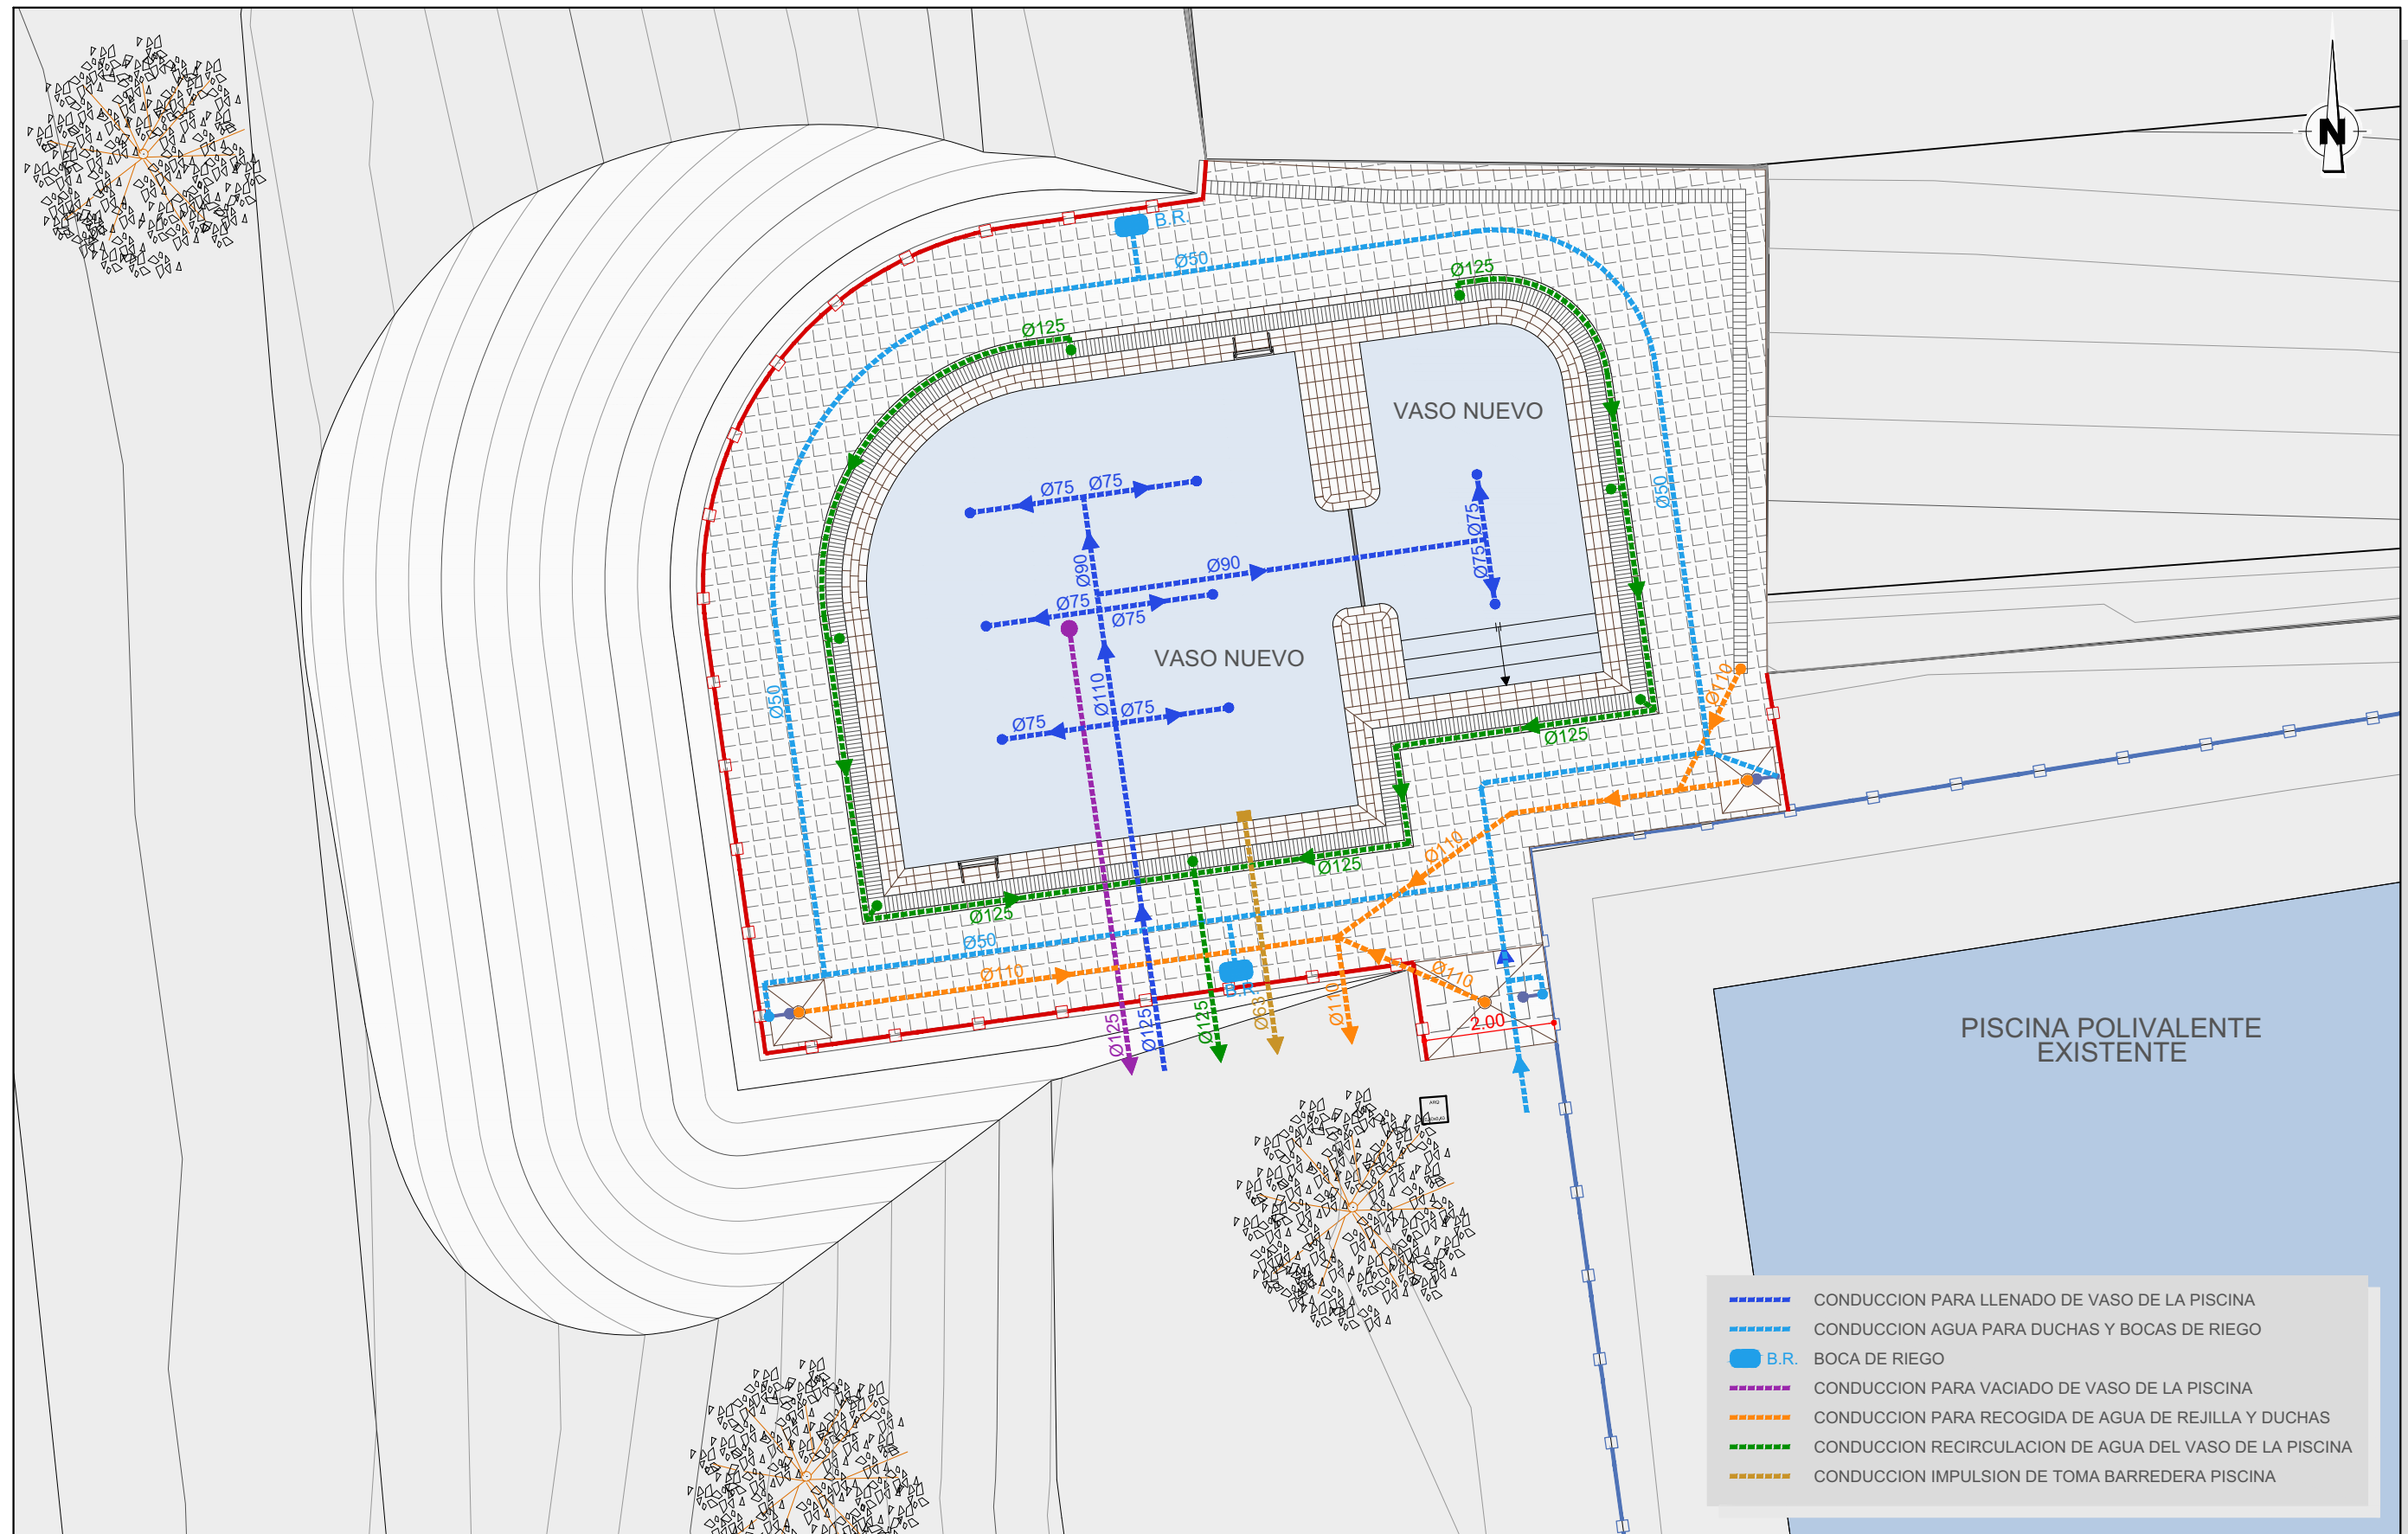 N
B.R.
Ø50
Ø125
Ø125
VASO NUEVO
Ø75
Ø75
Ø50
Ø75
Ø75
Ø90
Ø90
Ø75
Ø75
VASO NUEVO
Ø110
Ø50
Ø110
Ø75
Ø75
Ø125
Ø110
Ø125
Ø125
Ø50
Ø110
Ø110
B.R.
Ø125
Ø125
Ø125
Ø63
Ø110
2.00
PISCINA POLIVALENTE
EXISTENTE
ARQ
CONDUCCION PARA LLENADO DE VASO DE LA PISCINA
CONDUCCION AGUA PARA DUCHAS Y BOCAS DE RIEGO
B.R. BOCA DE RIEGO
CONDUCCION PARA VACIADO DE VASO DE LA PISCINA
CONDUCCION PARA RECOGIDA DE AGUA DE REJILLA Y DUCHAS
CONDUCCION RECIRCULACION DE AGUA DEL VASO DE LA PISCINA
CONDUCCION IMPULSION DE TOMA BARREDERA PISCINA